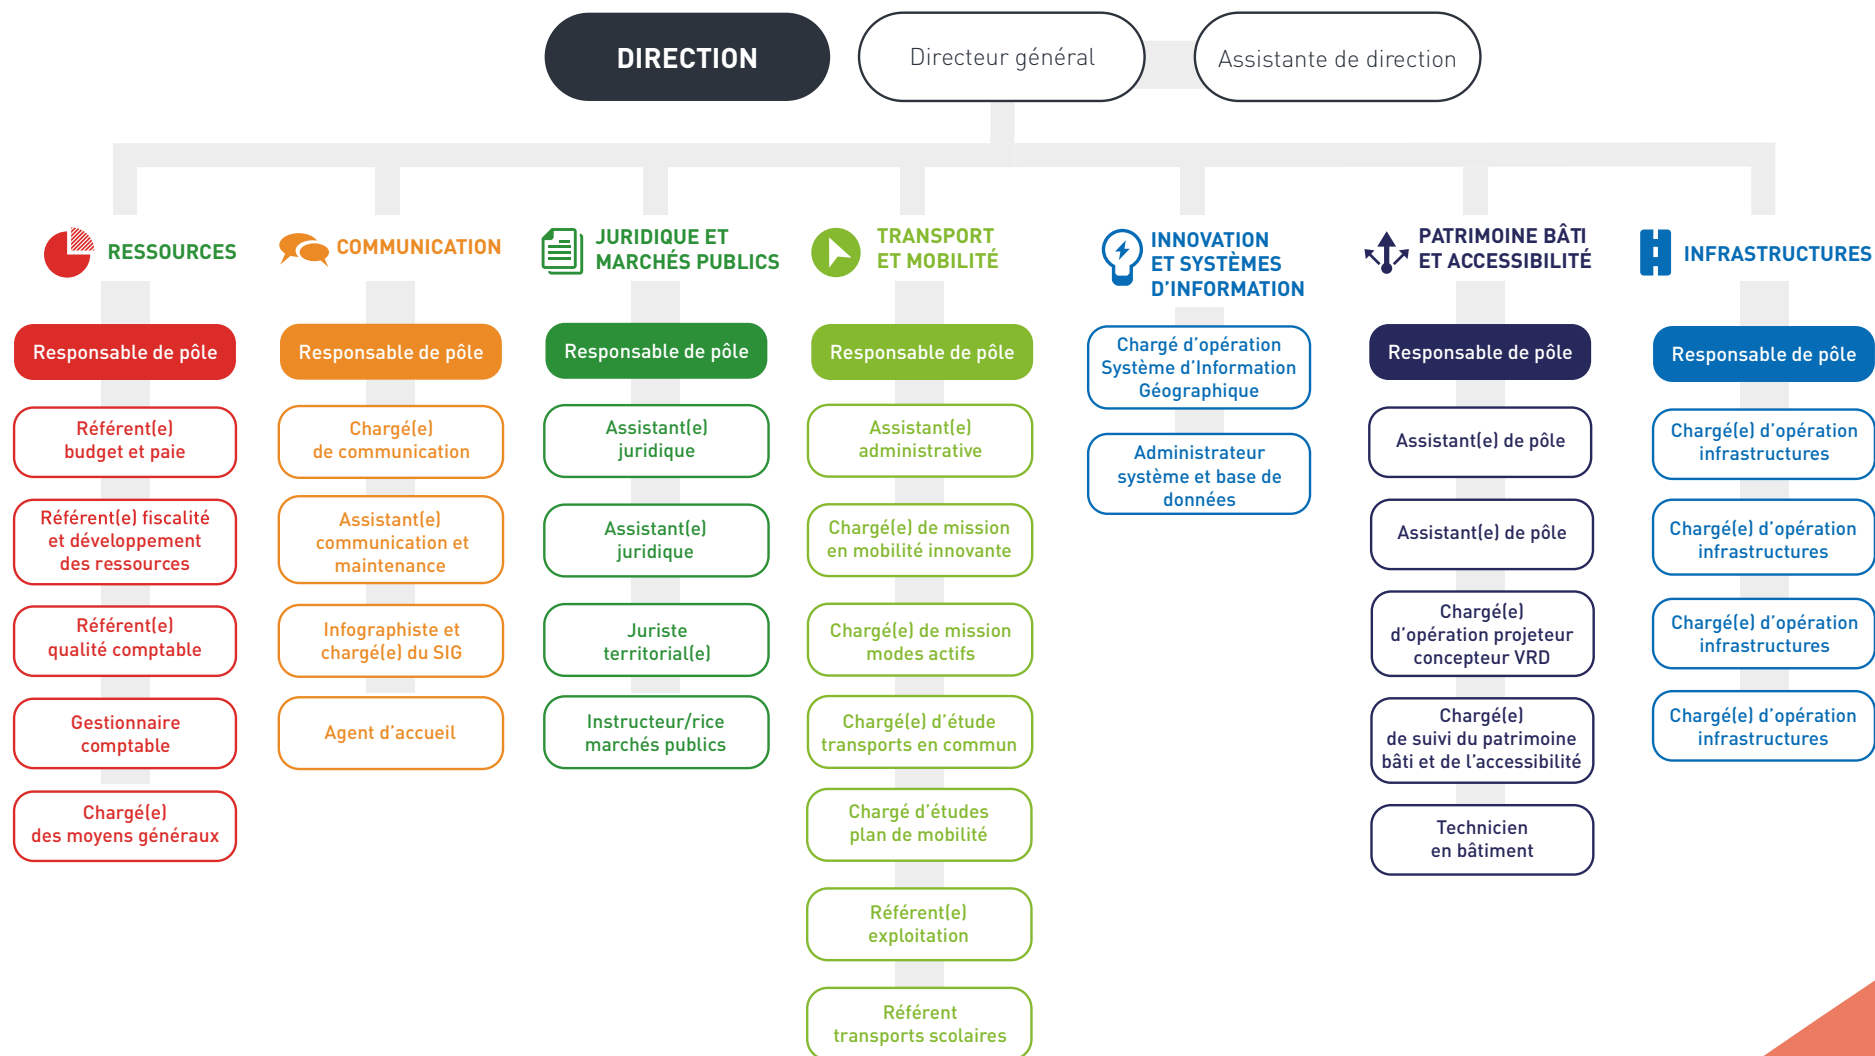 DIRECTION
Directeur général
Assistante de direction
RESSOURCES
Responsable de pôle
Référent(e)
budget et paie
Référent(e) fiscalité
et développement
des ressources
Référent(e)
qualité comptable
Gestionnaire
comptable
Chargé(e)
des moyens généraux
COMMUNICATION
Responsable de pôle
Chargé(e)
de communication
Assistant(e)
communication et
maintenance
Infographiste et
chargé(e) du SIG
Agent d'accueil
JURIDIQUE ET
MARCHÉS PUBLICS
Responsable de pôle
Assistant(e)
juridique
Assistant(e)
juridique
Juriste
territorial(e)
Instructeur/rice
marchés publics
TRANSPORT
ET MOBILITÉ
Responsable de pôle
Assistant(e)
administrative
Chargé(e) de mission
en mobilité innovante
Chargé(e) de mission
modes actifs
Chargé(e) d'étude
transports en commun
Chargé d'études
plan de mobilité
Référent(e)
exploitation
Référent
transports scolaires
INNOVATION
ET SYSTÈMES
D'INFORMATION
Chargé d'opération
Système d'Information
Géographique
Administrateur
système et base de
données
PATRIMOINE BÂTI
ET ACCESSIBILITÉ
Responsable de pôle
Assistant(e) de pôle
Assistant(e) de pôle
Chargé(e)
d'opération projeteur
concepteur VRD
Chargé(e)
de suivi du patrimoine
bâti et de l'accessibilité
Technicien
en bâtiment
INFRASTRUCTURES
Responsable de pôle
Chargé(e) d'opération
infrastructures
Chargé(e) d'opération
infrastructures
Chargé(e) d'opération
infrastructures
Chargé(e) d'opération
infrastructures